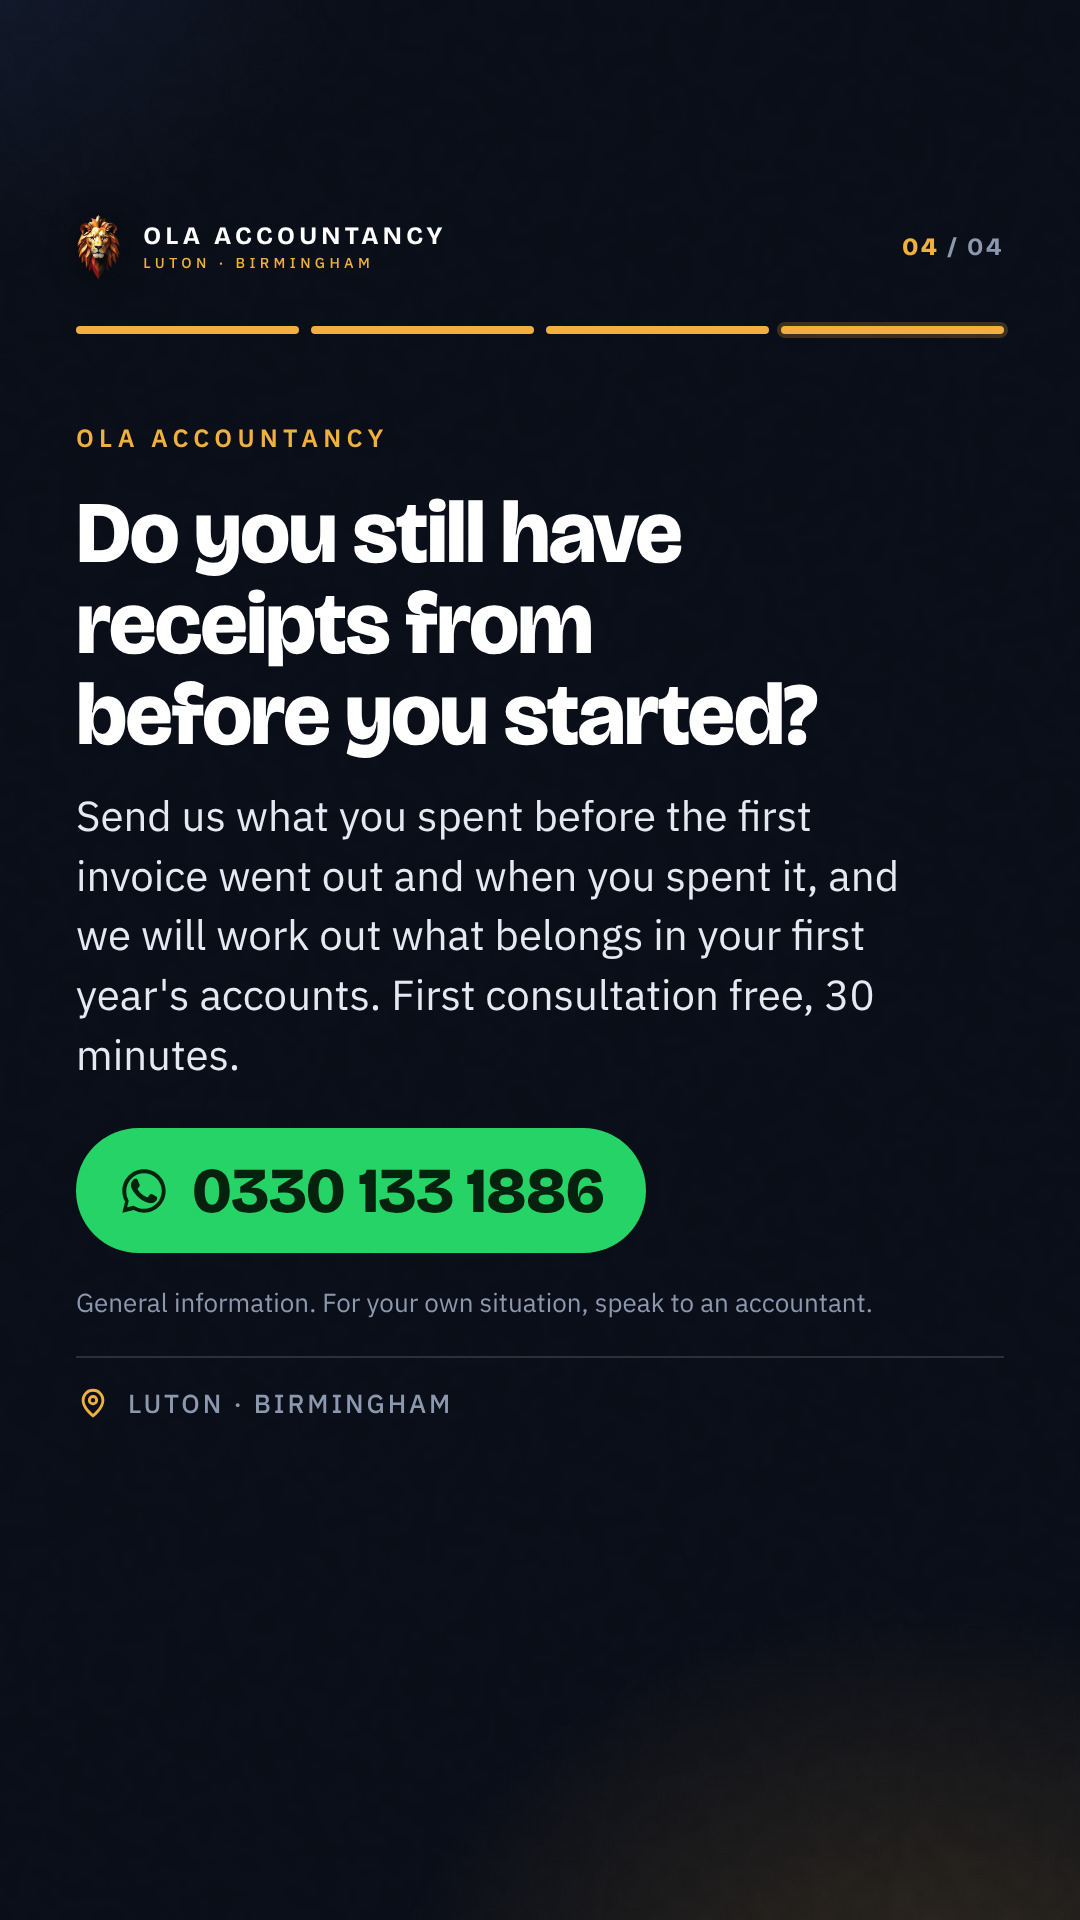 OLA ACCOUNTANCY
LUTON · BIRMINGHAM
04 / 04
OLA ACCOUNTANCY
Do you still have
receipts from
before you started?
Send us what you spent before the first
invoice went out and when you spent it, and
we will work out what belongs in your first
year's accounts. First consultation free, 30
minutes.
0330 133 1886
General information. For your own situation, speak to an accountant.
LUTON · BIRMINGHAM